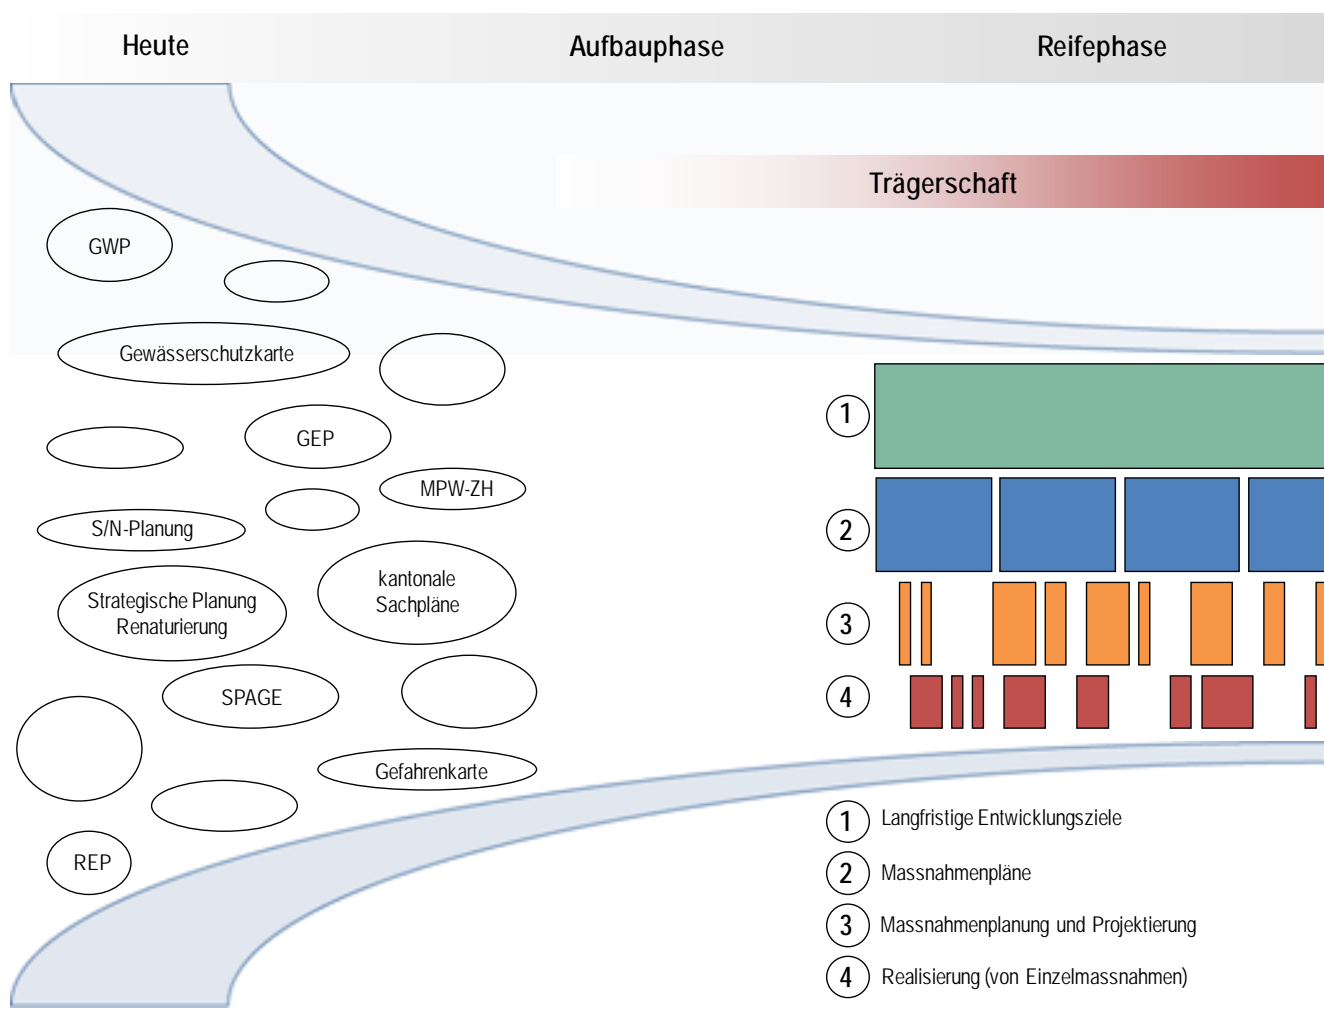 Heute
Aufbauphase
Reifephase
Trägerschaft
GWP
Gewässerschutzkarte
GEP
MPW-ZH
S/N-Planung
kantonale
Sachpläne
Strategische Planung
Renaturierung
SPAGE
Gefahrenkarte
REP
1
2
3
4
1 Langfristige Entwicklungsziele
2 Massnahmenpläne
3 Massnahmenplanung und Projektierung
4 Realisierung (von Einzelmassnahmen)